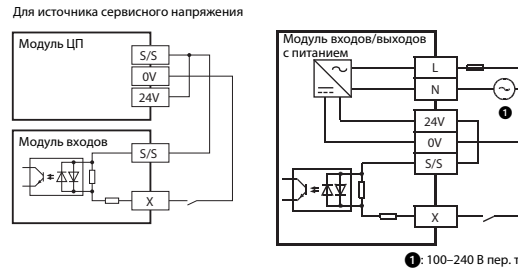 Для источника сервисного напряжения
Модуль ЦП
S/S
0V
24V
Модуль входов
S/S
X
Модуль входов/выходов
с питанием
L
N
1
24V
0V
S/S
X
1: 100–240 В пер. т